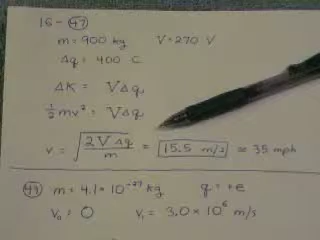 16 - 47
m = 900 kg V = 270 V
Δq = 400 C
ΔK = VΔq
½mv² = VΔq
v = √(2VΔq/m) = 15.5 m/s ≈ 35 mph
49 m = 4.1×10⁻²⁷ kg q = +e
V₀ = 0 V₁ = 3.0×10⁶ m/s